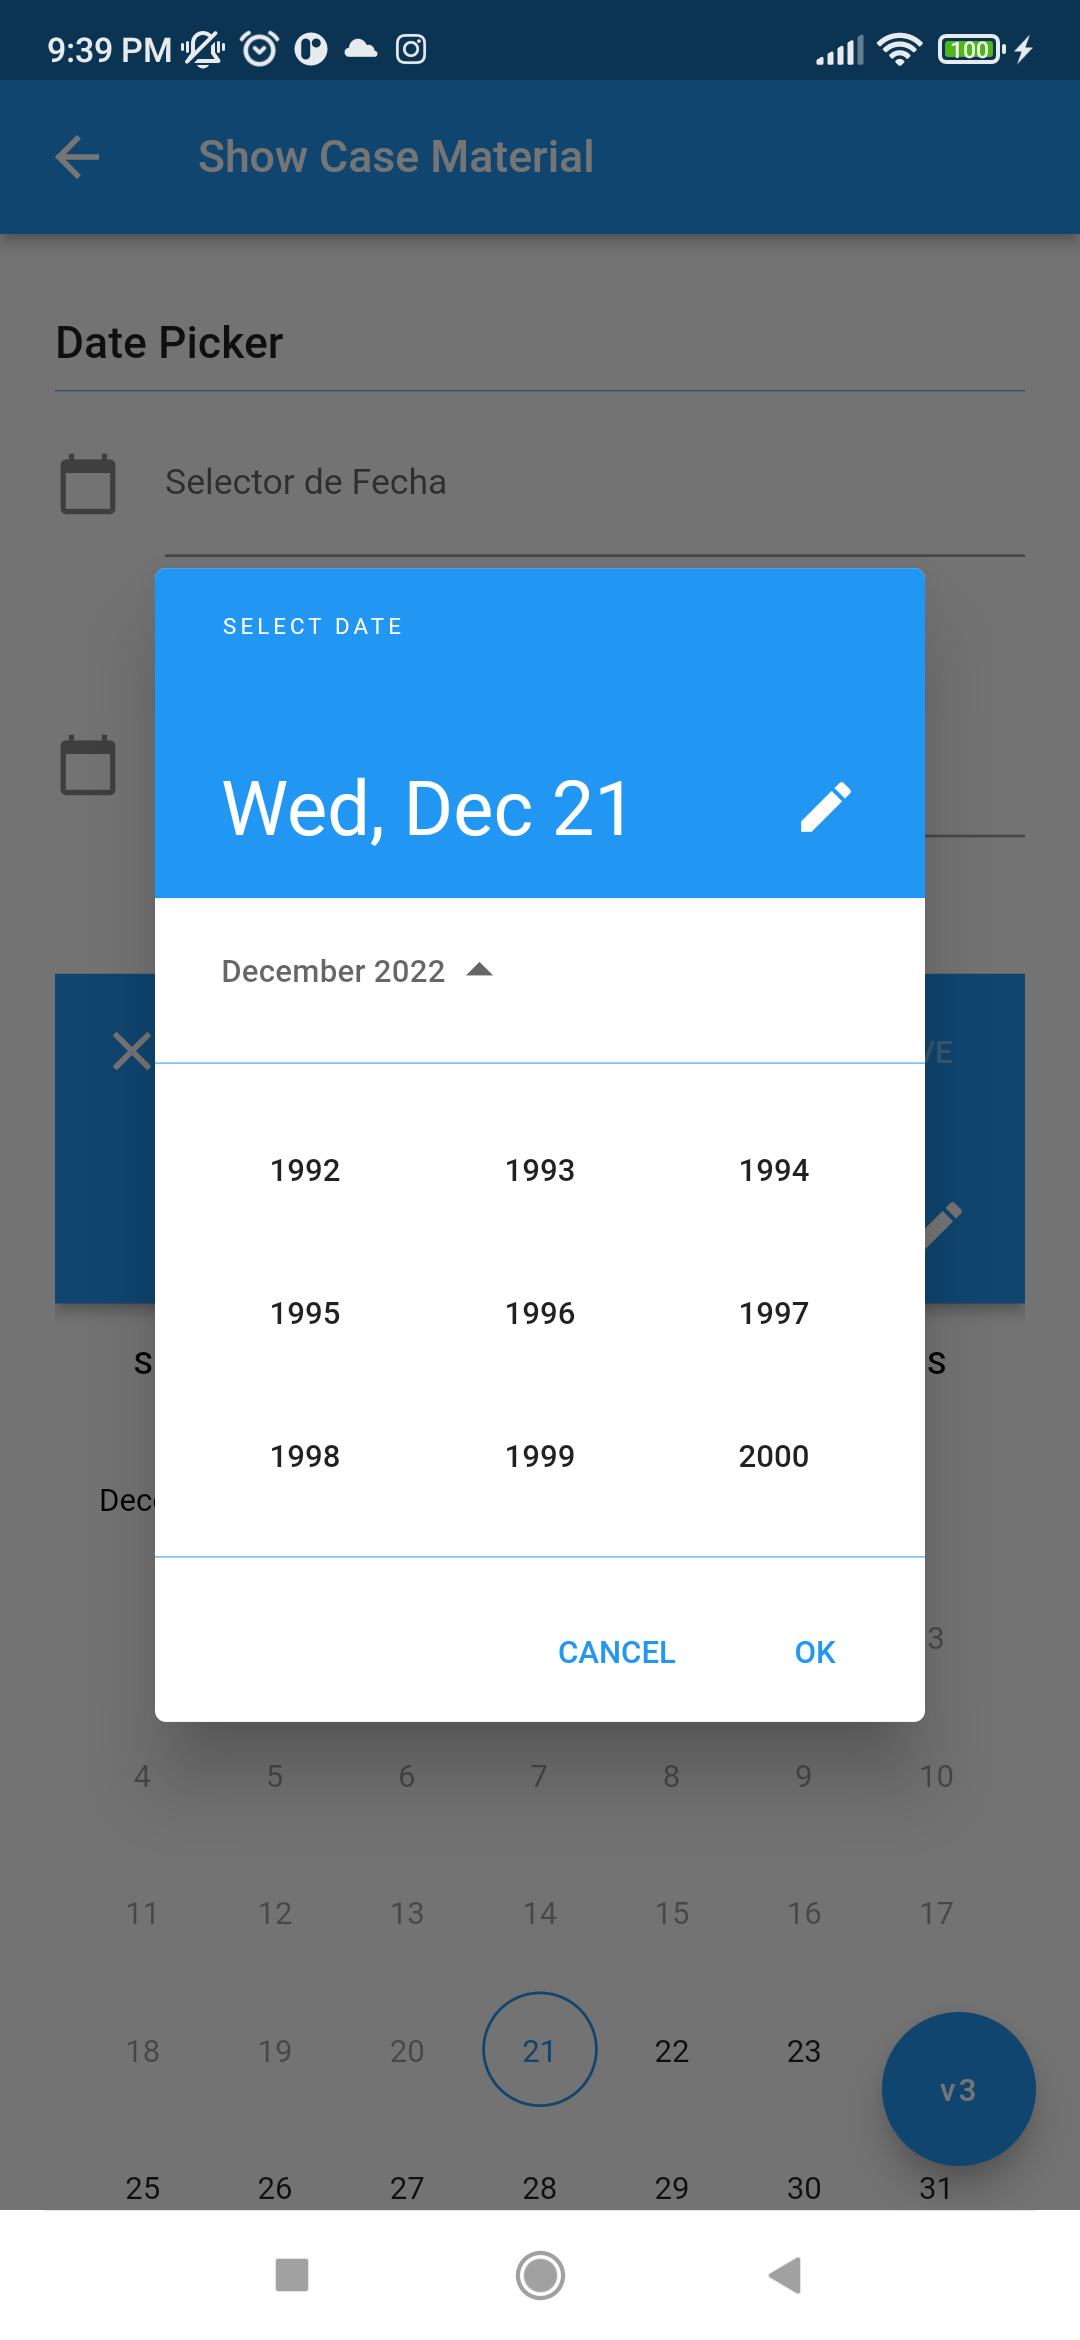 9:39 PM 100
Show Case Material
Date Picker
Selector de Fecha
SELECT DATE
Wed, Dec 21
December 2022
1992 1993 1994
1995 1996 1997
1998 1999 2000
CANCEL OK
S S
3
4 5 6 7 8 9 10
11 12 13 14 15 16 17
18 19 20 21 22 23
v3
25 26 27 28 29 30 31